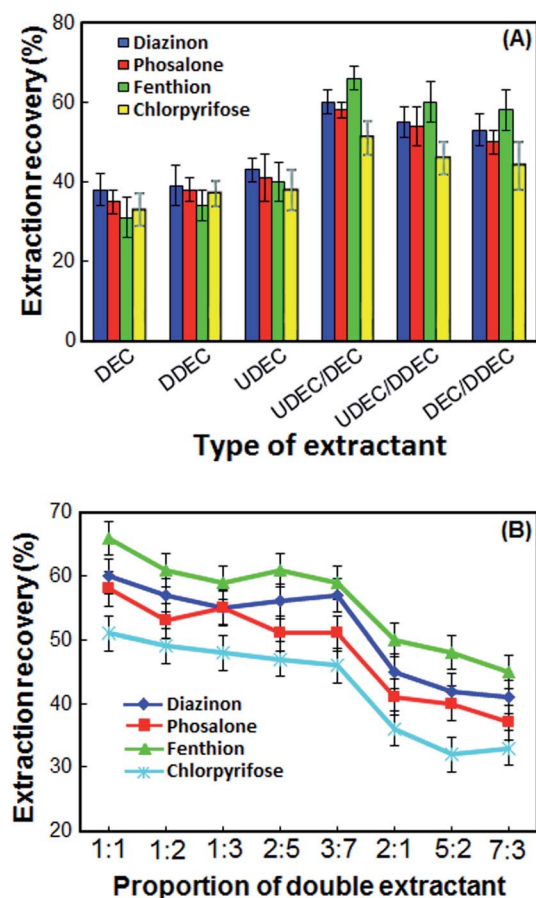 (A)
Extraction recovery (%)
80
60
40
20
0
Diazinon
Phosalone
Fenthion
Chlorpyrifose
DEC
DDEC
UDEC
UDEC/DEC
UDEC/DDEC
DEC/DDEC
Type of extractant
(B)
Extraction recovery (%)
70
60
50
40
30
20
Diazinon
Phosalone
Fenthion
Chlorpyrifose
1:1 1:2 1:3 2:5 3:7 2:1 5:2 7:3
Proportion of double extractant